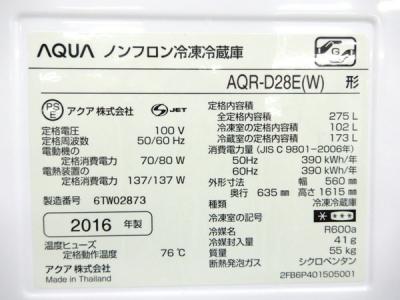 AQUA ノンフロン冷凍冷蔵庫
AQR-D28E(W) 形
PSE アクア株式会社 S JET
定格電圧 100 V
定格周波数 50/60 Hz
電動機の
定格消費電力 70/80 W
電熱装置の
定格消費電力 137/137 W
製造番号 6TW02873
2016 年製
温度ヒューズ
定格動作温度 76℃
アクア株式会社
Made in Thailand
定格内容積
全定格内容積 275 L
冷凍室の定格内容積 102 L
冷蔵室の定格内容積 173 L
消費電力量(JIS C 9801-2006年)
50Hz 390 kWh/年
60Hz 390 kWh/年
外形寸法 幅 560 mm
奥行 635 mm 高さ 1615 mm
種類 冷凍冷蔵庫
冷凍室の記号
冷媒名 R600a
冷媒封入量 41g
質量 55 kg
断熱発泡ガス シクロペンタン
2FB6P401505001